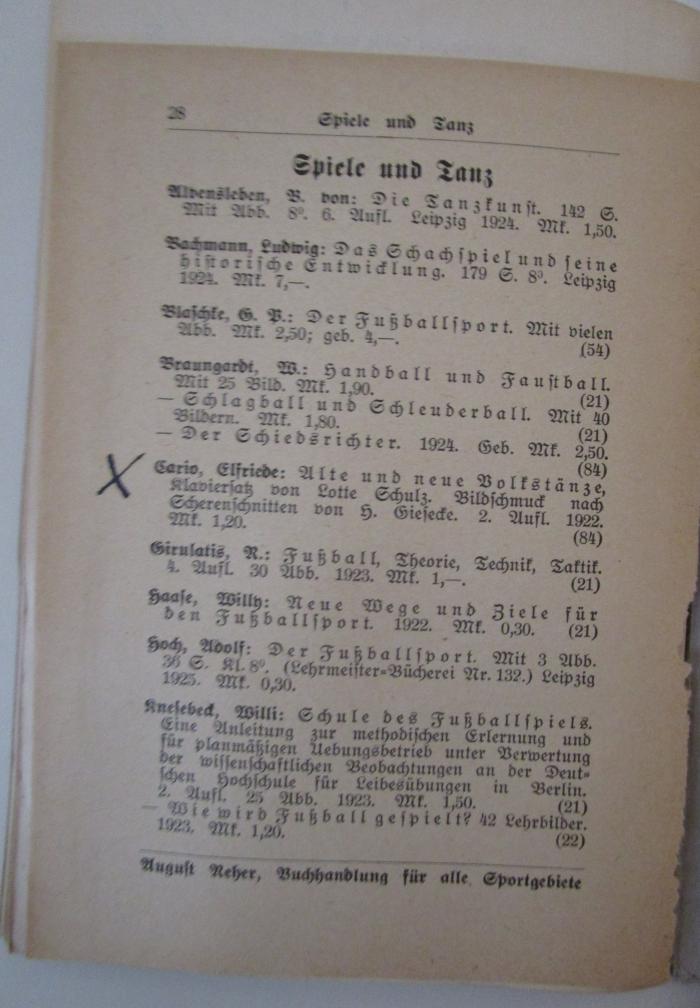 28
Spiele und Tanz
Spiele und Tanz
Alvensleben, B. von: Die Tanzkunst. 142 S.
Mit Abb. 8°. 6. Aufl. Leipzig 1924. Mk. 1,50.
Bachmann, Ludwig: Das Schachspiel und seine
historische Entwicklung. 179 S. 8°. Leipzig
1924. Mk. 7,—.
Blaschke, G. P.: Der Fußballsport. Mit vielen
Abb. Mk. 2,50; geb. 4,—. (54)
Braungardt, W.: Handball und Faustball.
Mit 25 Bild. Mk. 1,90. (21)
— Schlagball und Schleuderball. Mit 40
Bildern. Mk. 1,80. (21)
— Der Schiedsrichter. 1924. Geb. Mk. 2,50.
(84)
X Cario, Elfriede: Alte und neue Volkstänze,
Klaviersatz von Lotte Schulz. Bildschmuck nach
Scherenschnitten von H. Giesecke. 2. Aufl. 1922.
Mk. 1,20. (84)
Girulatis, R.: Fußball, Theorie, Technik, Taktik.
4. Aufl. 30 Abb. 1923. Mk. 1,—. (21)
Haase, Willy: Neue Wege und Ziele für
den Fußballsport. 1922. Mk. 0,30. (21)
Hoch, Adolf: Der Fußballsport. Mit 3 Abb.
36 S. Kl. 8°. (Lehrmeister-Bücherei Nr. 132.) Leipzig
1925. Mk. 0,30.
Knesebeck, Willi: Schule des Fußballspiels.
Eine Anleitung zur methodischen Erlernung und
für planmäßigen Uebungsbetrieb unter Verwertung
der wissenschaftlichen Beobachtungen an der Deut-
schen Hochschule für Leibesübungen in Berlin.
2. Aufl. 25 Abb. 1923. Mk. 1,50. (21)
— Wie wird Fußball gespielt? 42 Lehrbilder.
1923. Mk. 1,20. (22)
August Reher, Buchhandlung für alle Sportgebiete